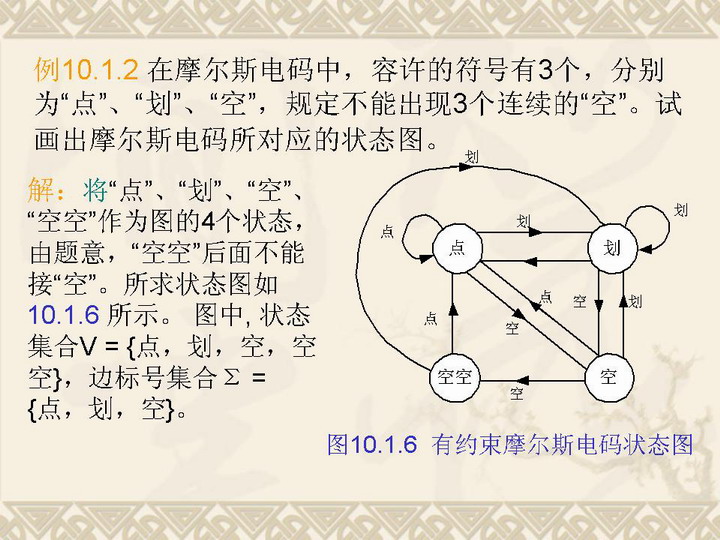 例10.1.2 在摩尔斯电码中，容许的符号有3个，分别
为“点”、“划”、“空”，规定不能出现3个连续的“空”。试
画出摩尔斯电码所对应的状态图。
解：将“点”、“划”、“空”、
“空空”作为图的4个状态，
由题意，“空空”后面不能
接“空”。所求状态图如
10.1.6 所示。 图中, 状态
集合V = {点，划，空，空
空}，边标号集合Σ =
{点，划，空}。
划
点
划
划
点
划
点
空
划
点
空
空空
空
空
图10.1.6 有约束摩尔斯电码状态图